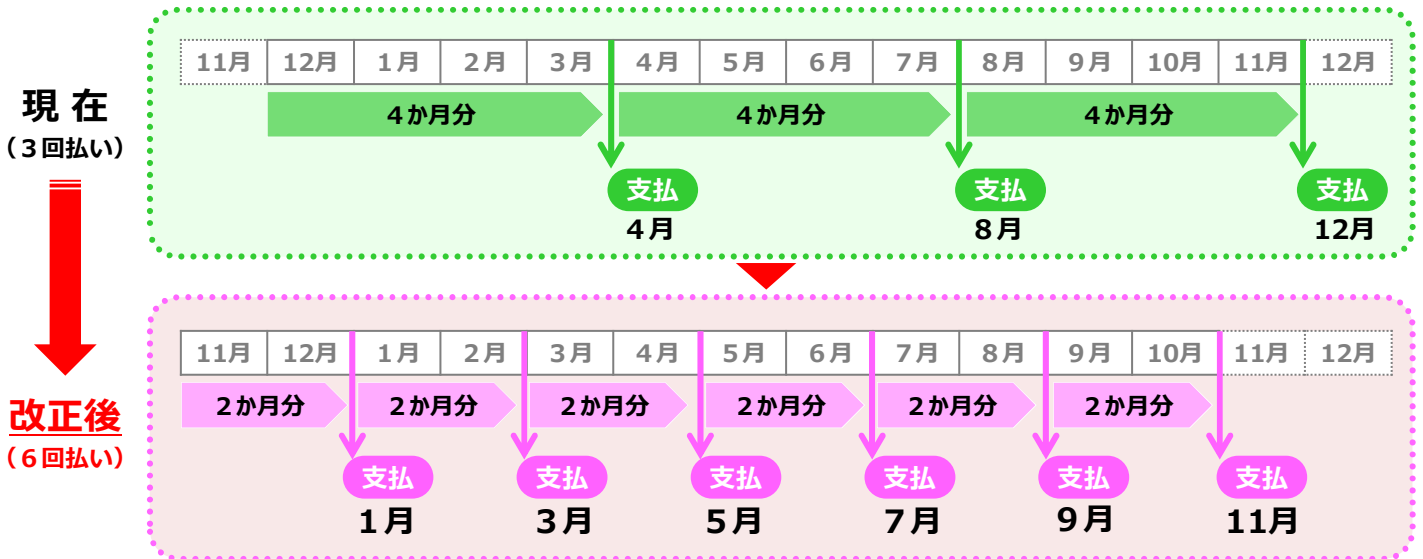 11月 12月 1月 2月 3月 4月 5月 6月 7月 8月 9月 10月 11月 12月
現在
(3回払い)
4か月分 4か月分 4か月分
支払 支払 支払
4月 8月 12月
11月 12月 1月 2月 3月 4月 5月 6月 7月 8月 9月 10月 11月 12月
改正後
(6回払い)
2か月分 2か月分 2か月分 2か月分 2か月分 2か月分
支払 支払 支払 支払 支払 支払
1月 3月 5月 7月 9月 11月